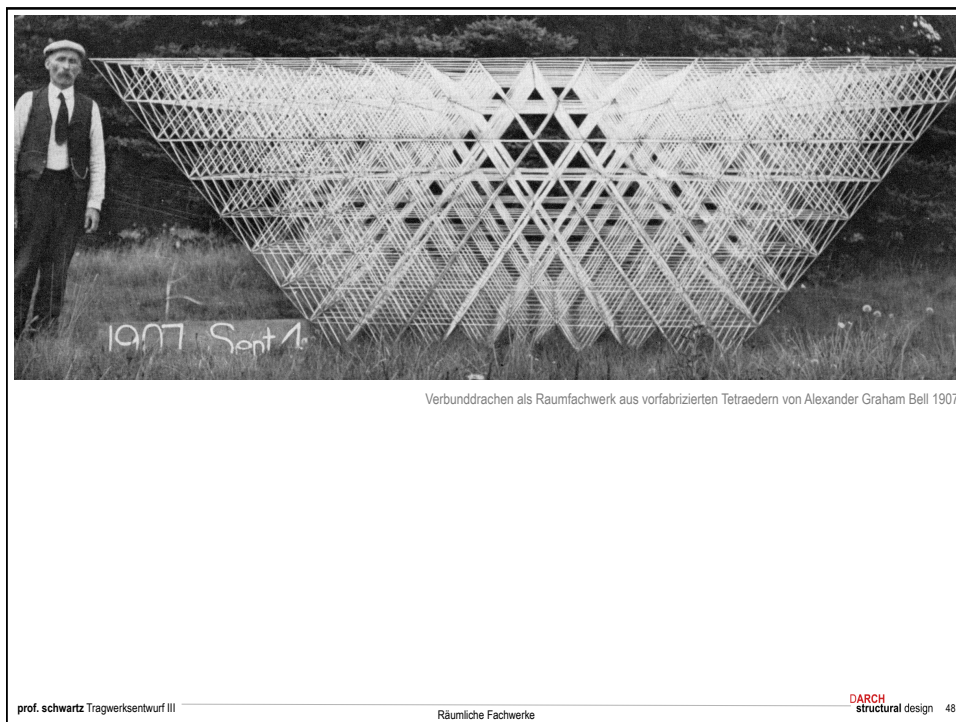 1907 Sept 1.
Verbunddrachen als Raumfachwerk aus vorfabrizierten Tetraedern von Alexander Graham Bell 1907
prof. schwartz Tragwerksentwurf III
Räumliche Fachwerke
DARCH
structural design 48